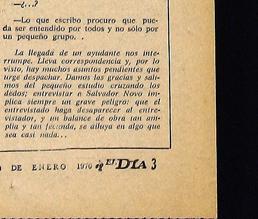 —¿...?
—Lo que escribo procuro que pue-
da ser entendido por todos y no sólo por
un pequeño grupo. .
La llegada de un ayudante nos inte-
rrumpe. Lleva correspondencia y, por lo
visto, hay muchos asuntos pendientes que
urge despachar. Damos las gracias y sali-
mos del pequeño estudio cruzando los
dedos; entrevistar a Salvador Novo im-
plica siempre un grave peligro: que el
entrevistado haga desaparecer al entre-
vistador, y un balance de obra tan am-
plia y tan fecunda, se diluya en algo que
sea casi nada...
DE ENERO 1970 EL DIA 3